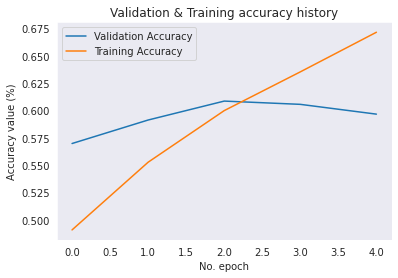 Validation & Training accuracy history
Validation Accuracy
Training Accuracy
Accuracy value (%)
0.675
0.650
0.625
0.600
0.575
0.550
0.525
0.500
0.0 0.5 1.0 1.5 2.0 2.5 3.0 3.5 4.0
No. epoch